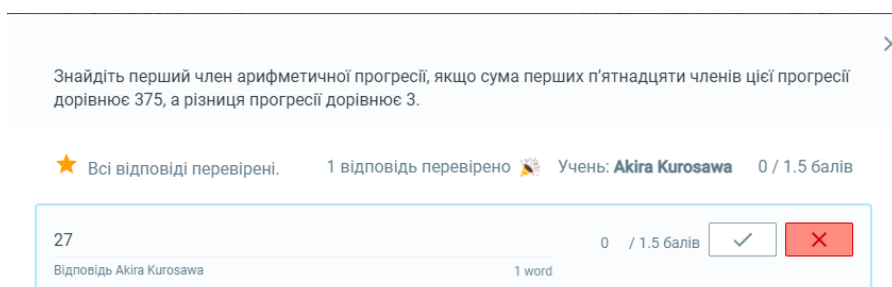 Знайдіть перший член арифметичної прогресії, якщо сума перших п'ятнадцяти членів цієї прогресії
дорівнює 375, а різниця прогресії дорівнює 3.
Всі відповіді перевірені. 1 відповідь перевірено Учень: Akira Kurosawa 0 / 1.5 балів
27 0 / 1.5 балів
Відповідь Akira Kurosawa 1 word